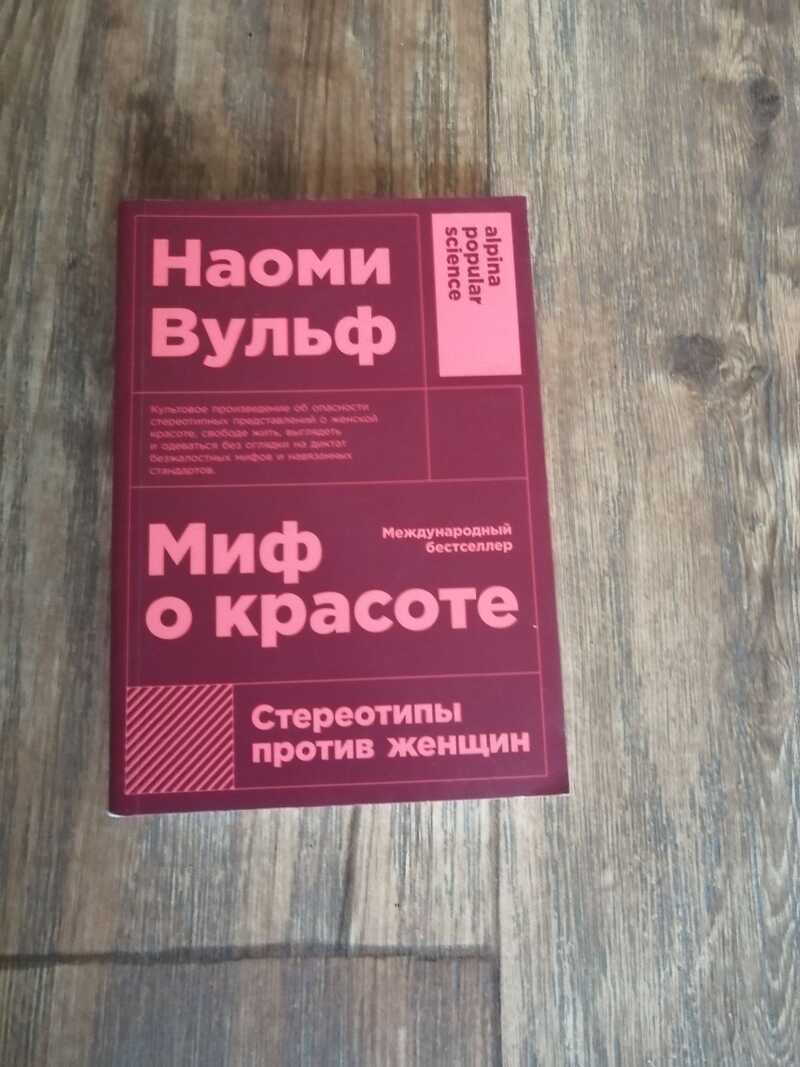 Наоми
Вульф
alpina
popular
science
Культовое произведение об опасности
стереотипных представлений о женской
красоте, свободе жить, выглядеть
и одеваться без оглядки на диктат
безжалостных мифов и навязанных
стандартов.
Международный
бестселлер
Миф
о красоте
Стереотипы
против женщин